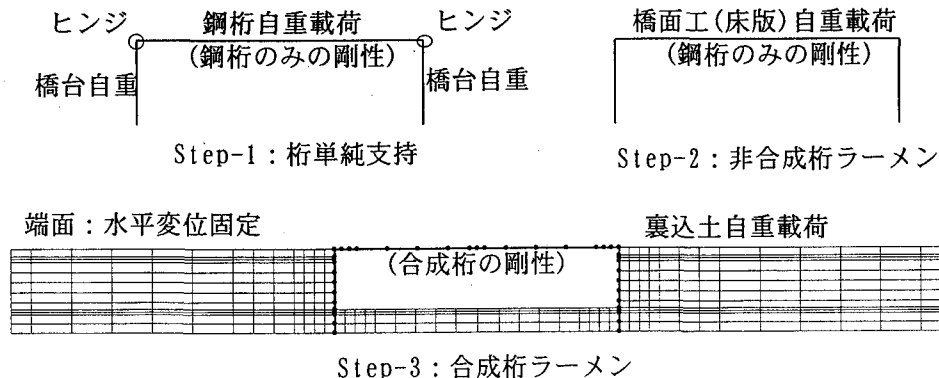 ヒンジ
鋼桁自重載荷
ヒンジ
橋面工(床版)自重載荷
(鋼桁のみの剛性)
(鋼桁のみの剛性)
橋台自重
橋台自重
Step-1：桁単純支持
Step-2：非合成桁ラーメン
端面：水平変位固定
裏込土自重載荷
(合成桁の剛性)
Step-3：合成桁ラーメン